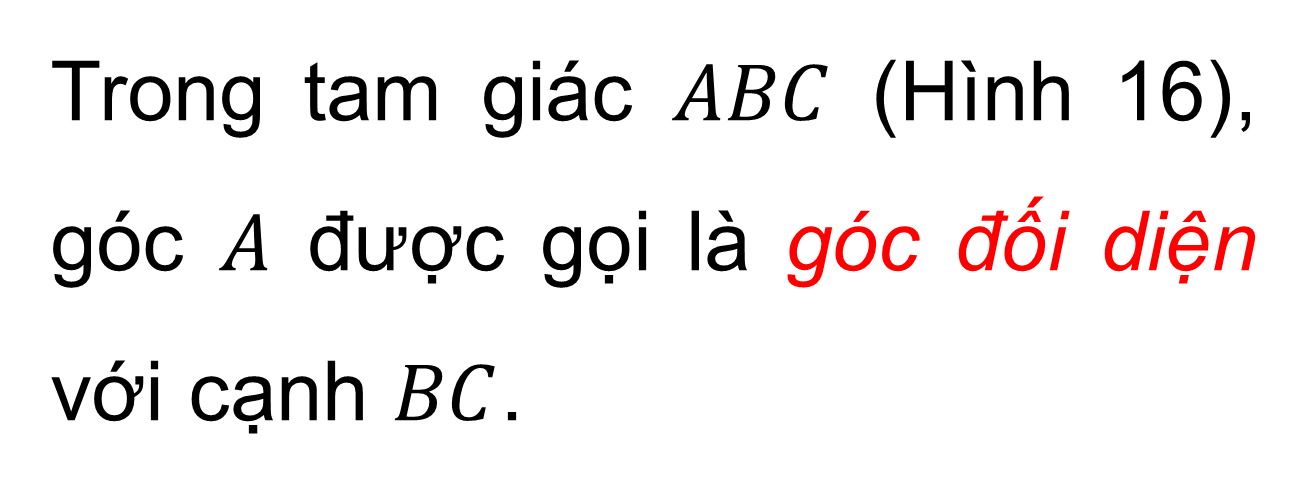 Trong tam giác ABC (Hình 16),
góc A được gọi là góc đối diện
với cạnh BC.